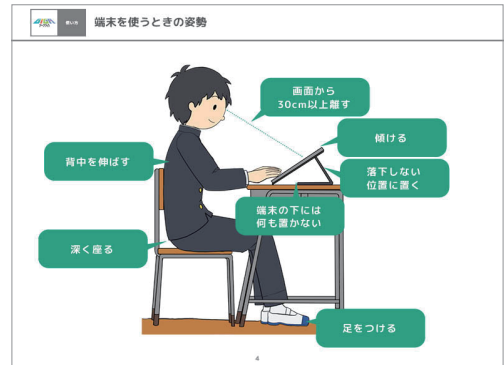 使い方
端末を使うときの姿勢
画面から
30cm以上離す
傾ける
背中を伸ばす
落下しない
位置に置く
端末の下には
何も置かない
深く座る
足をつける
4